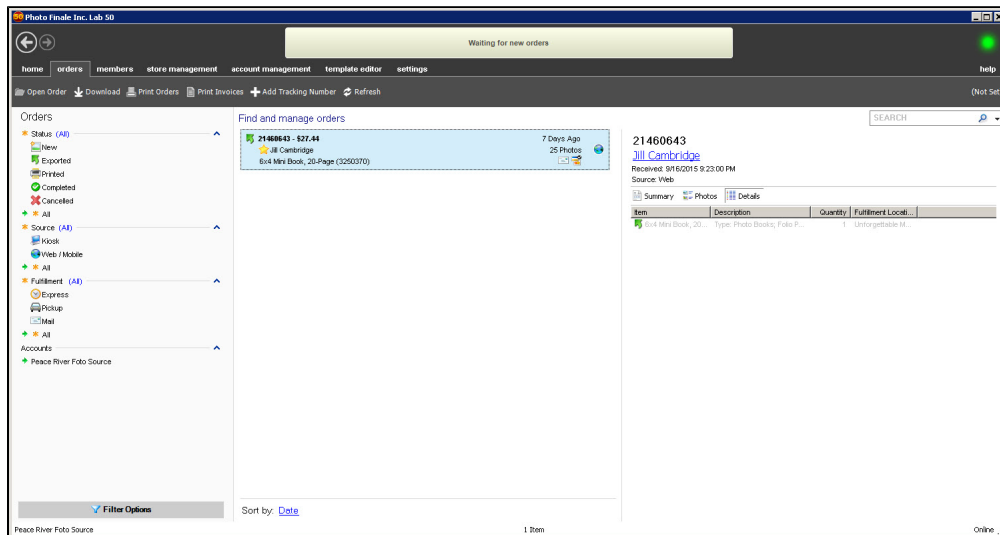 50 Photo Finale Inc. Lab 50
Waiting for new orders
home orders members store management account management template editor settings help
Open Order Download Print Orders Print Invoices Add Tracking Number Refresh (Not Set
Orders
Status (All)
New
Exported
Printed
Completed
Cancelled
All
Source (All)
Kiosk
Web / Mobile
All
Fulfillment (All)
Express
Pickup
Mail
All
Accounts
Peace River Foto Source
Filter Options
Find and manage orders
21460643 - $27.44 7 Days Ago
Jill Cambridge 25 Photos
6x4 Mini Book, 20-Page (3250370)
Sort by: Date
SEARCH
21460643
Jill Cambridge
Received: 9/16/2015 9:23:00 PM
Source: Web
Summary Photos Details
Item Description Quantity Fulfillment Locati...
6x4 Mini Book, 20... Type: Photo Books; Folio P... 1 Unforgettable M...
Peace River Foto Source 1 Item Online